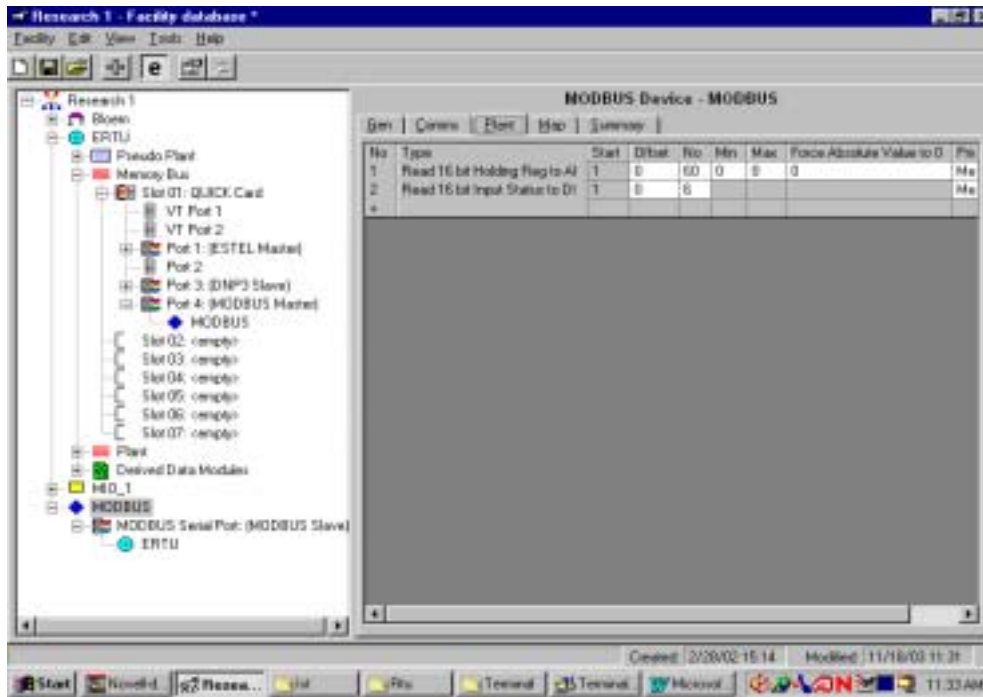 Research 1 - Facility database *
Facility Edit View Tools Help
Research 1
Bloem
ERTU
Pseudo Plant
Memory Bus
Slot 01: QUICK Card
VT Port 1
VT Port 2
Port 1: (ESTEL Master)
Port 2
Port 3: (DNP3 Slave)
Port 4: (MODBUS Master)
MODBUS
Slot 02: <empty>
Slot 03: <empty>
Slot 04: <empty>
Slot 05: <empty>
Slot 06: <empty>
Slot 07: <empty>
Plant
Derived Data Modules
MIO_1
MODBUS
MODBUS Serial Port: (MODBUS Slave)
ERTU
MODBUS Device - MODBUS
Gen Comms Plant Map Summary
No Type Start Offset No Min Max Force Absolute Value to 0
1 Read 16 bit Holding Reg to AI 1 0 60 0 0 0 Me
2 Read 16 bit Input Status to DI 1 0 6 Me
*
Created: 2/28/02 15:14 Modified: 11/18/03 11:31
Start Resea... Terminal Terminal Microsof 11:33 AM